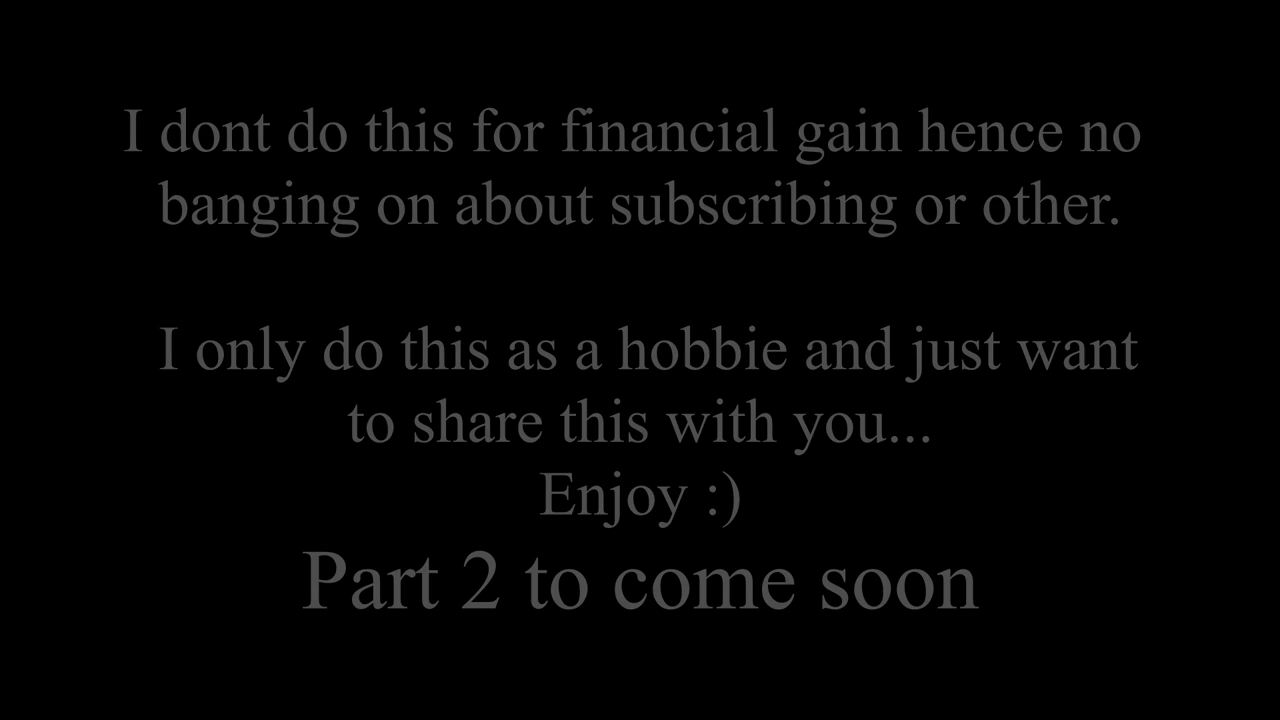 I dont do this for financial gain hence no
banging on about subscribing or other.
I only do this as a hobbie and just want
to share this with you...
Enjoy :)
Part 2 to come soon